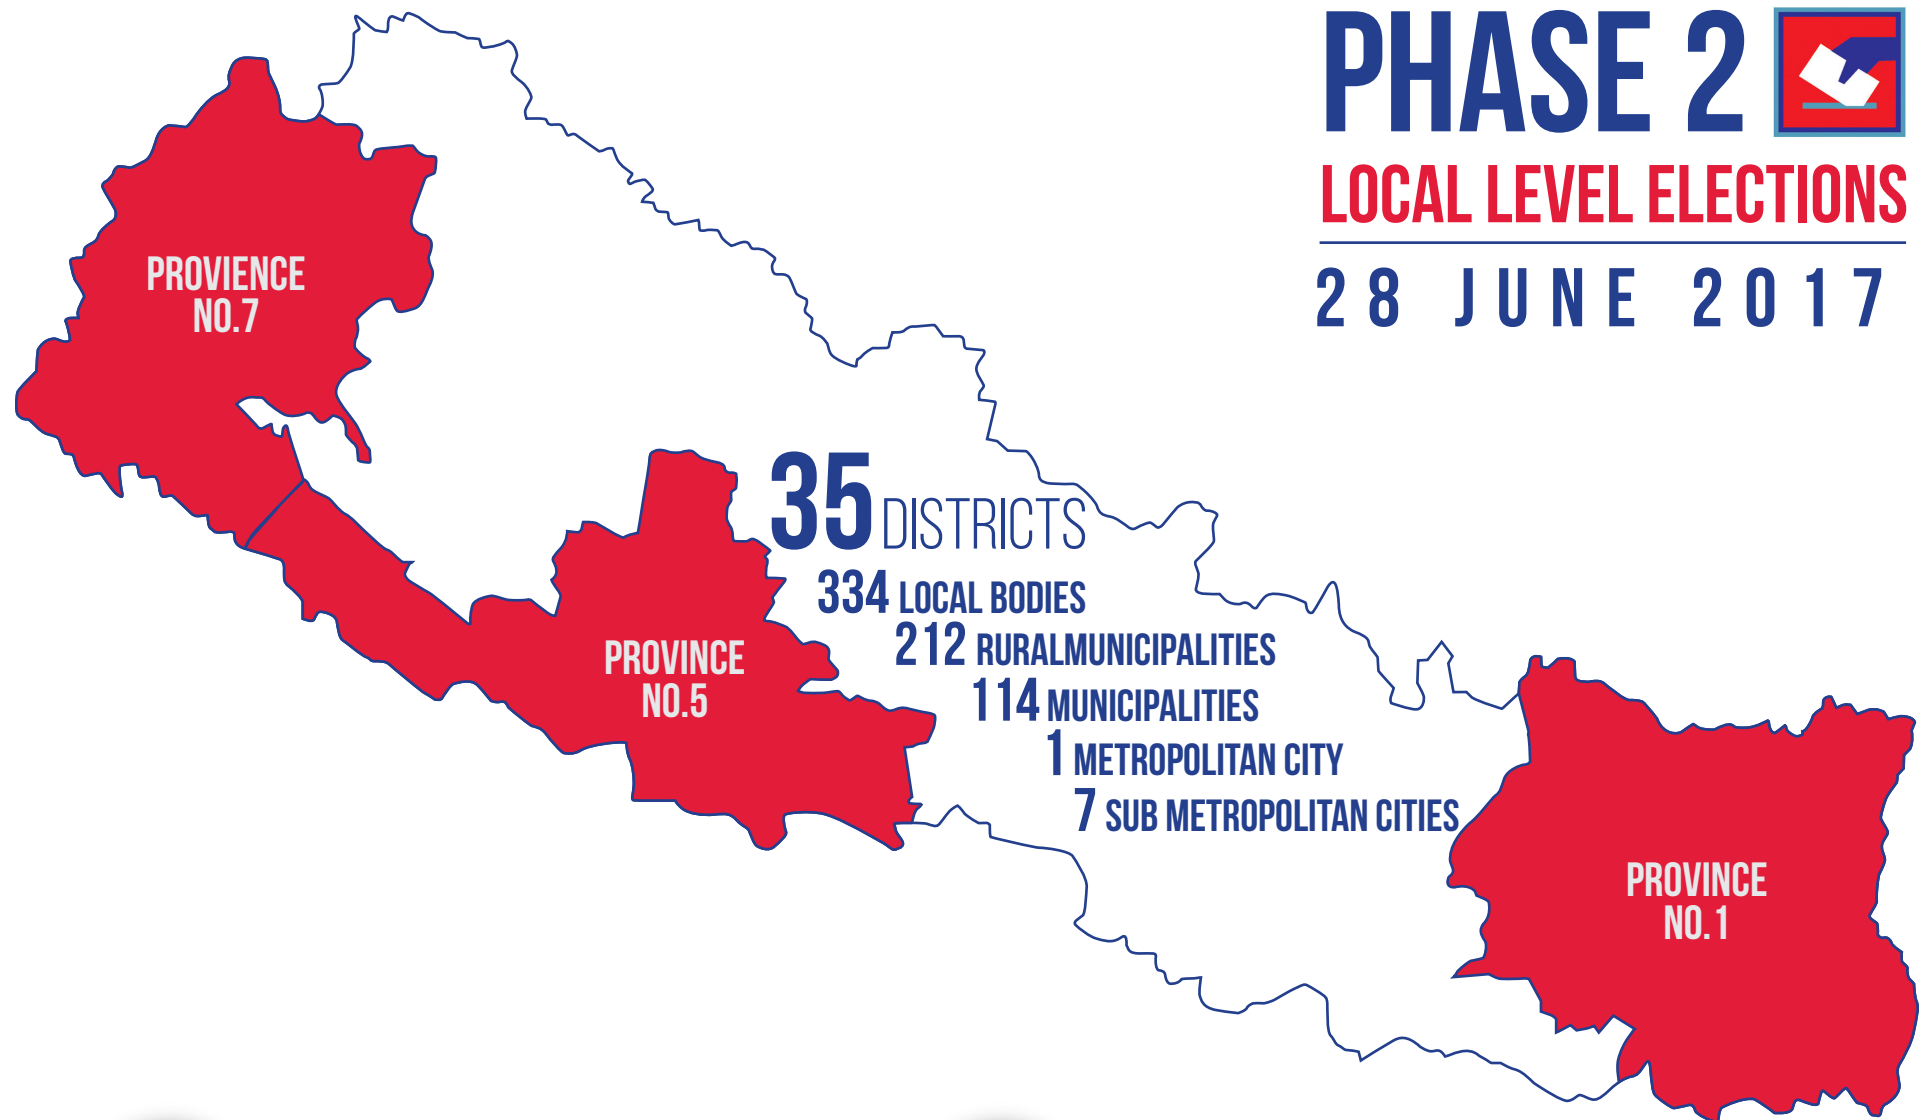 PHASE 2
LOCAL LEVEL ELECTIONS
28 JUNE 2017
PROVIENCE
NO.7
35 DISTRICTS
334 LOCAL BODIES
212 RURALMUNICIPALITIES
114 MUNICIPALITIES
1 METROPOLITAN CITY
7 SUB METROPOLITAN CITIES
PROVINCE
NO.5
PROVINCE
NO.1